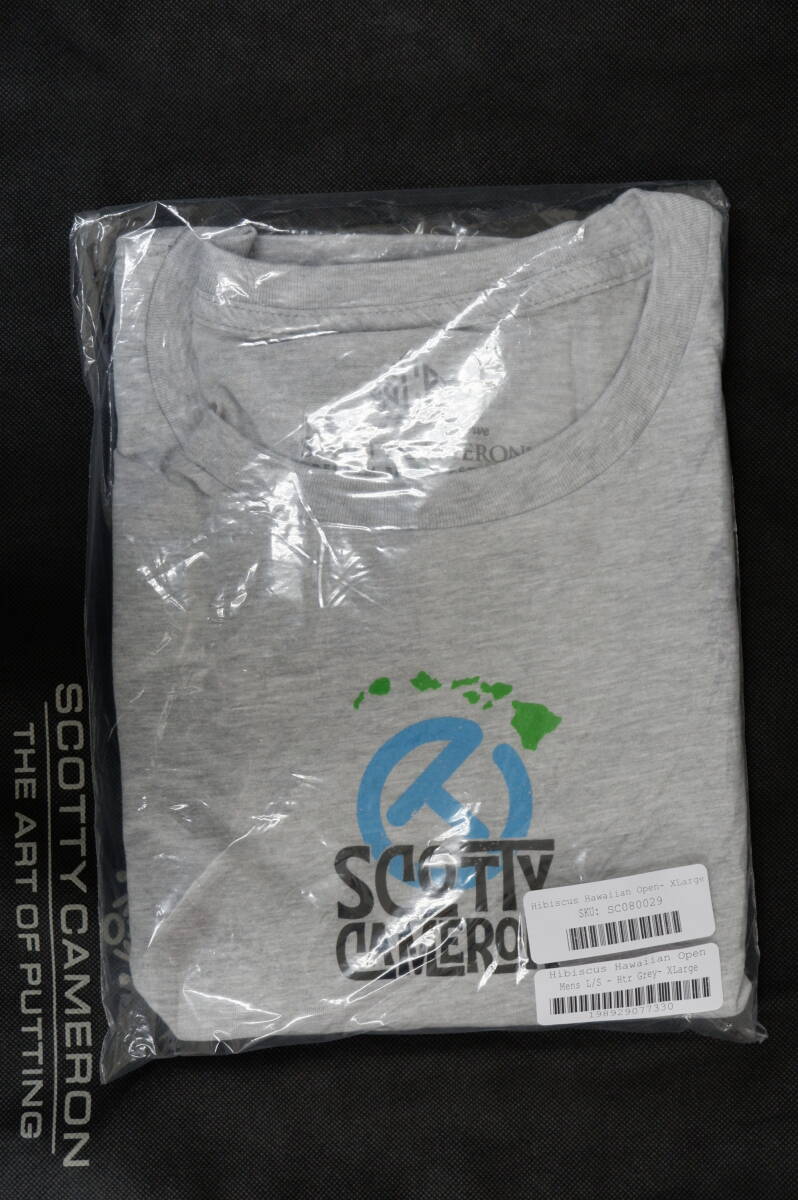 SCOTTY
CAMERON
Hibiscus Hawaiian Open- XLarge
SKU: SC080029
Hibiscus Hawaiian Open
Mens L/S - Htr Grey- XLarge
198929077330
SCOTTY CAMERON
THE ART OF PUTTING